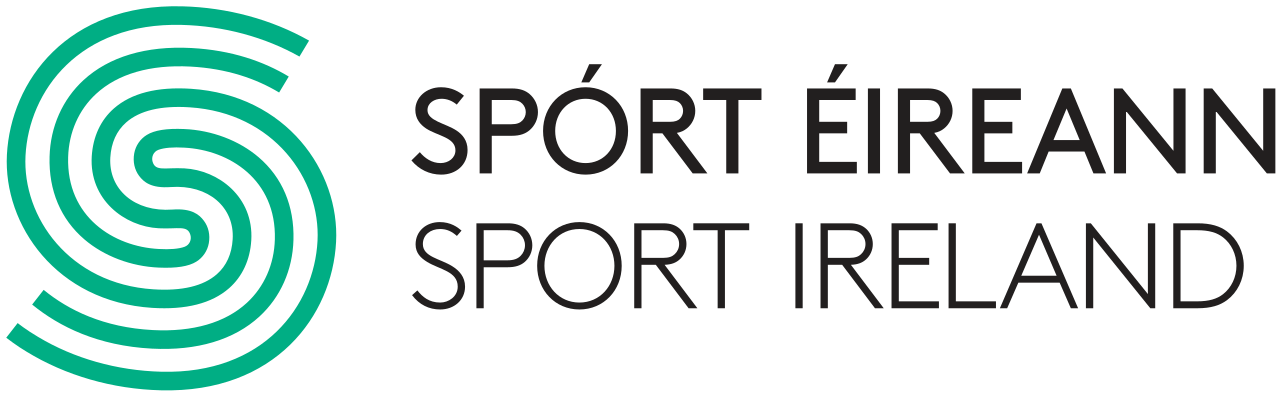 SPÓRT ÉIREANN
SPORT IRELAND